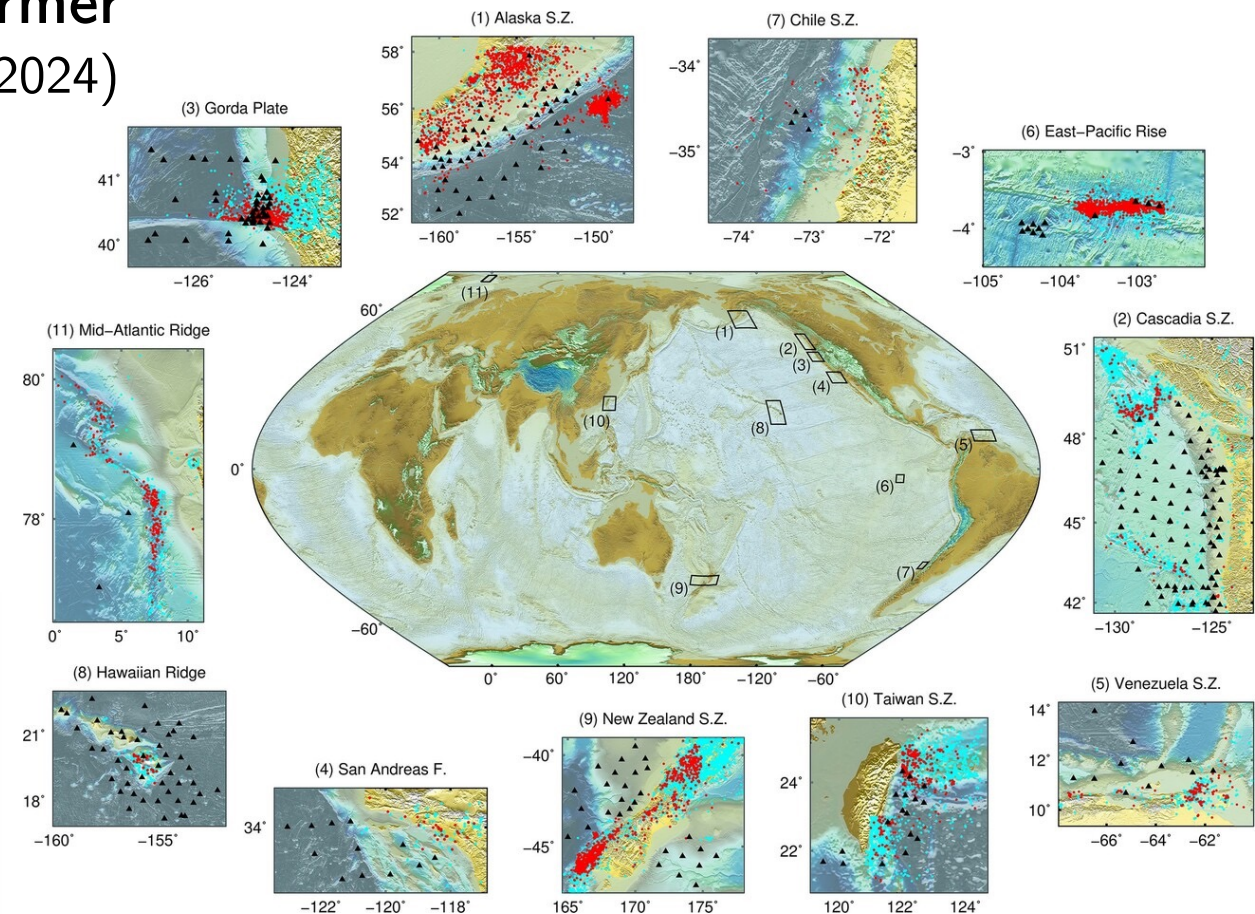 rmer
2024)
(1) Alaska S.Z.
58°
56°
54°
52°
−160° −155° −150°
(7) Chile S.Z.
−34°
−35°
−74° −73° −72°
(3) Gorda Plate
41°
40°
−126° −124°
(6) East−Pacific Rise
−3°
−4°
−105° −104° −103°
(11) Mid−Atlantic Ridge
80°
78°
0° 5° 10°
(11)
(1)
(2)
(3)
(4)
(10)
(8)
(5)
(6)
(7)
(9)
60°
0°
−60°
0° 60° 120° 180° −120° −60°
(2) Cascadia S.Z.
51°
48°
45°
42°
−130° −125°
(8) Hawaiian Ridge
21°
18°
−160° −155°
(4) San Andreas F.
34°
−122° −120° −118°
(9) New Zealand S.Z.
−40°
−45°
165° 170° 175°
(10) Taiwan S.Z.
24°
22°
120° 122° 124°
(5) Venezuela S.Z.
14°
12°
10°
−66° −64° −62°